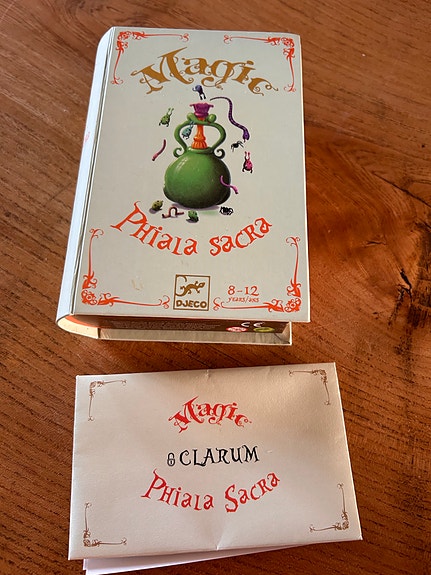 Magic
Phiala sacra
DJECO
8-12
YEARS/ANS
Magic
& CLARUM
Phiala Sacra